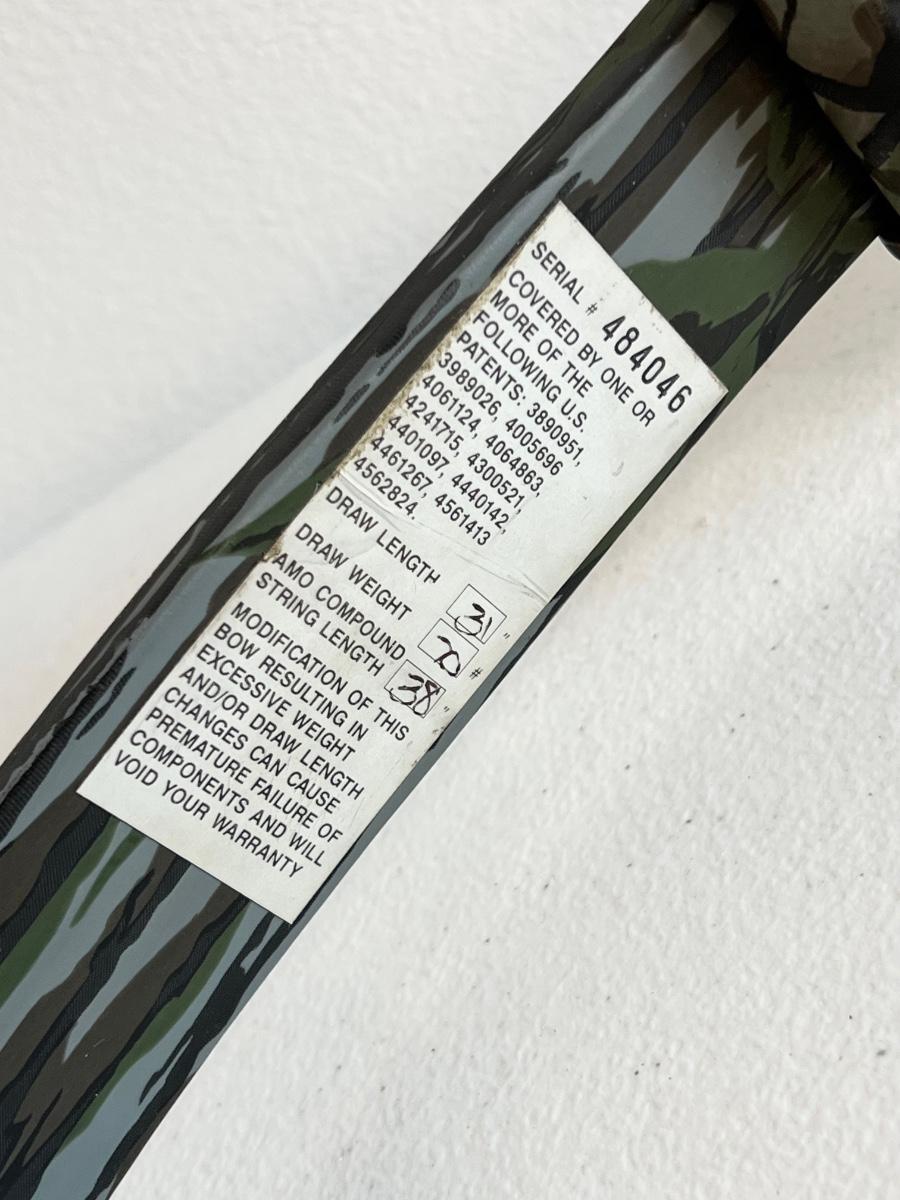 SERIAL # 484046
COVERED BY ONE OR
MORE OF THE
FOLLOWING U.S.
PATENTS: 3890951,
3989026, 4005696
4061124, 4064863,
4241715, 4300521,
4401097, 4440142,
4461267, 4561413
4562824.
DRAW LENGTH 31"
DRAW WEIGHT #
AMO COMPOUND
STRING LENGTH 38"
MODIFICATION OF THIS
BOW RESULTING IN
EXCESSIVE WEIGHT
AND/OR DRAW LENGTH
CHANGES CAN CAUSE
PREMATURE FAILURE OF
COMPONENTS AND WILL
VOID YOUR WARRANTY